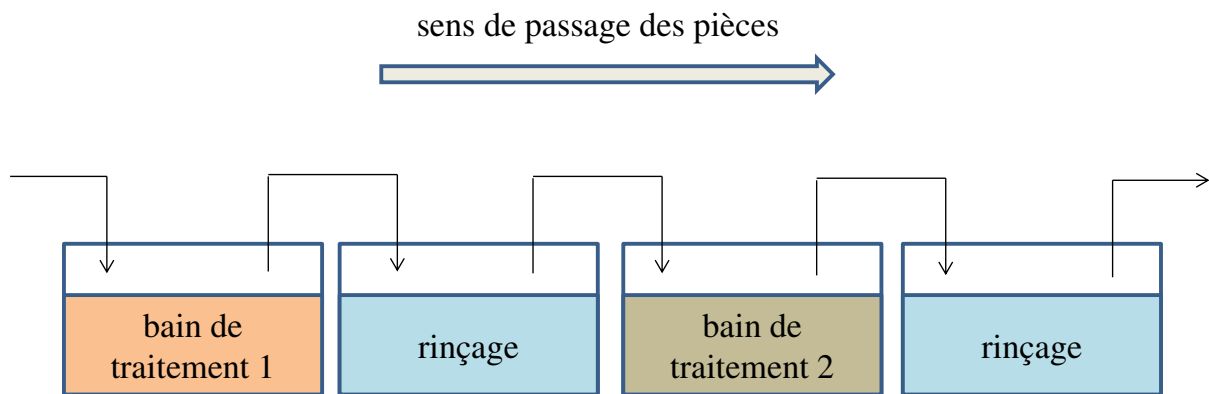 sens de passage des pièces
bain de
traitement 1
rinçage
bain de
traitement 2
rinçage